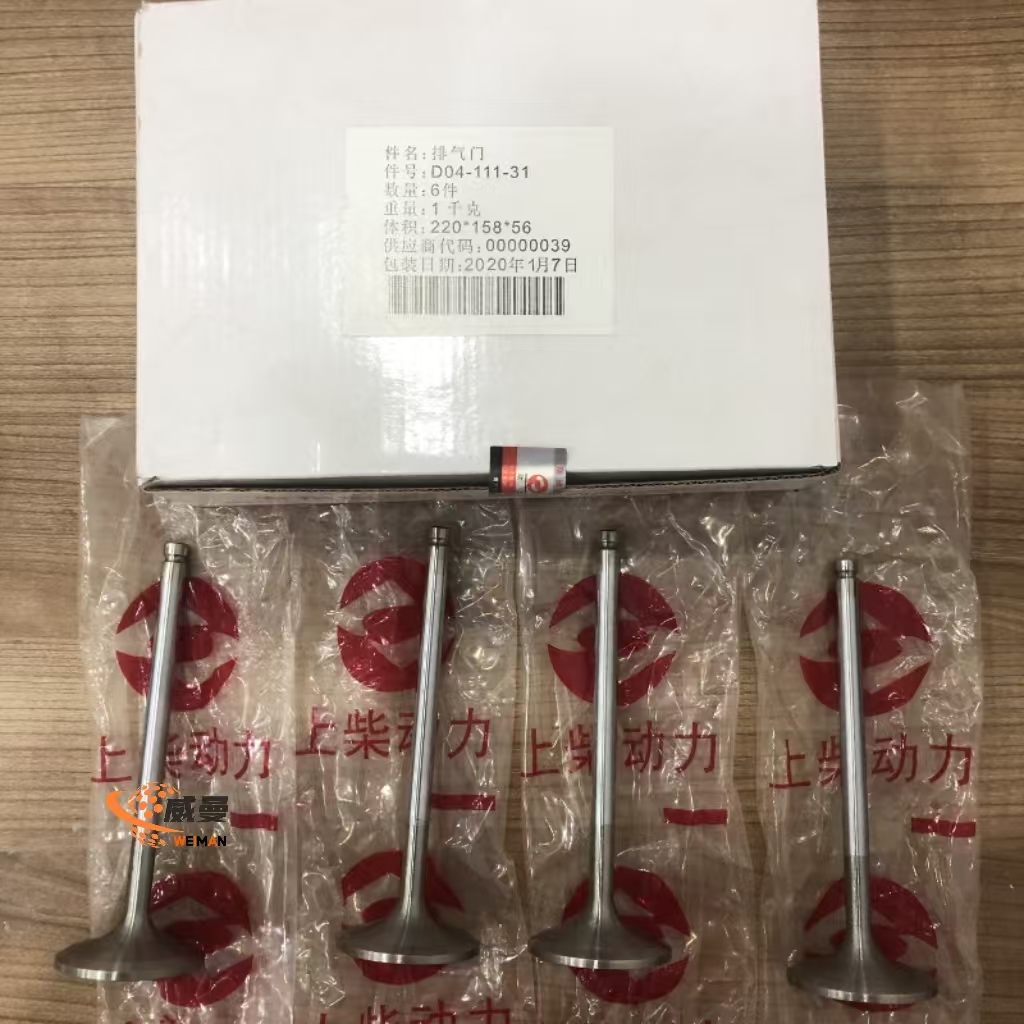 件名:排气门
件号:D04-111-31
数量:6件
重量:1 千克
体积:220*158*56
供应商代码:00000039
包装日期:2020年1月7日
上柴动力
上柴动力
上柴动力
上柴动力
威曼
WEMAN